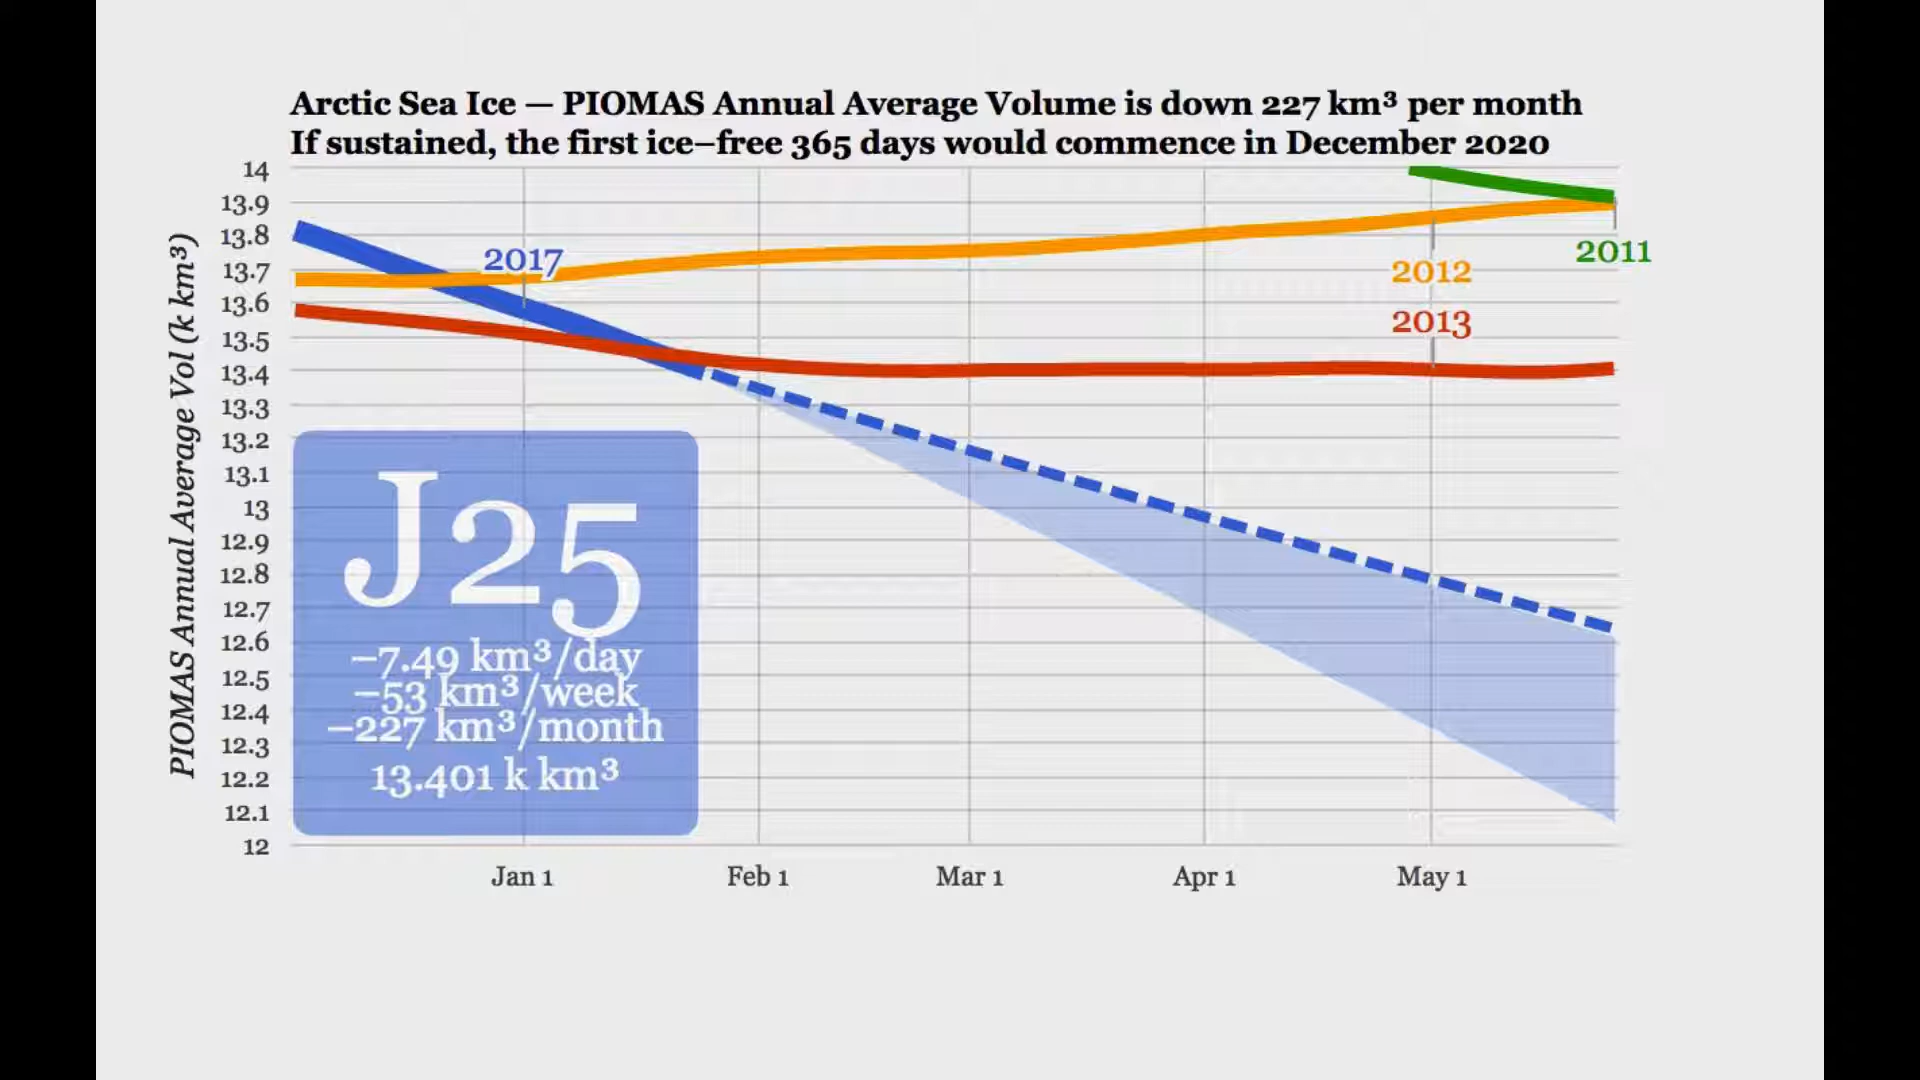 Arctic Sea Ice — PIOMAS Annual Average Volume is down 227 km³ per month
If sustained, the first ice–free 365 days would commence in December 2020
PIOMAS Annual Average Vol (k km³)
14
13.9
13.8
13.7
13.6
13.5
13.4
13.3
13.2
13.1
13
12.9
12.8
12.7
12.6
12.5
12.4
12.3
12.2
12.1
12
2017
2012
2011
2013
J25
–7.49 km³/day
–53 km³/week
–227 km³/month
13.401 k km³
Jan 1 Feb 1 Mar 1 Apr 1 May 1